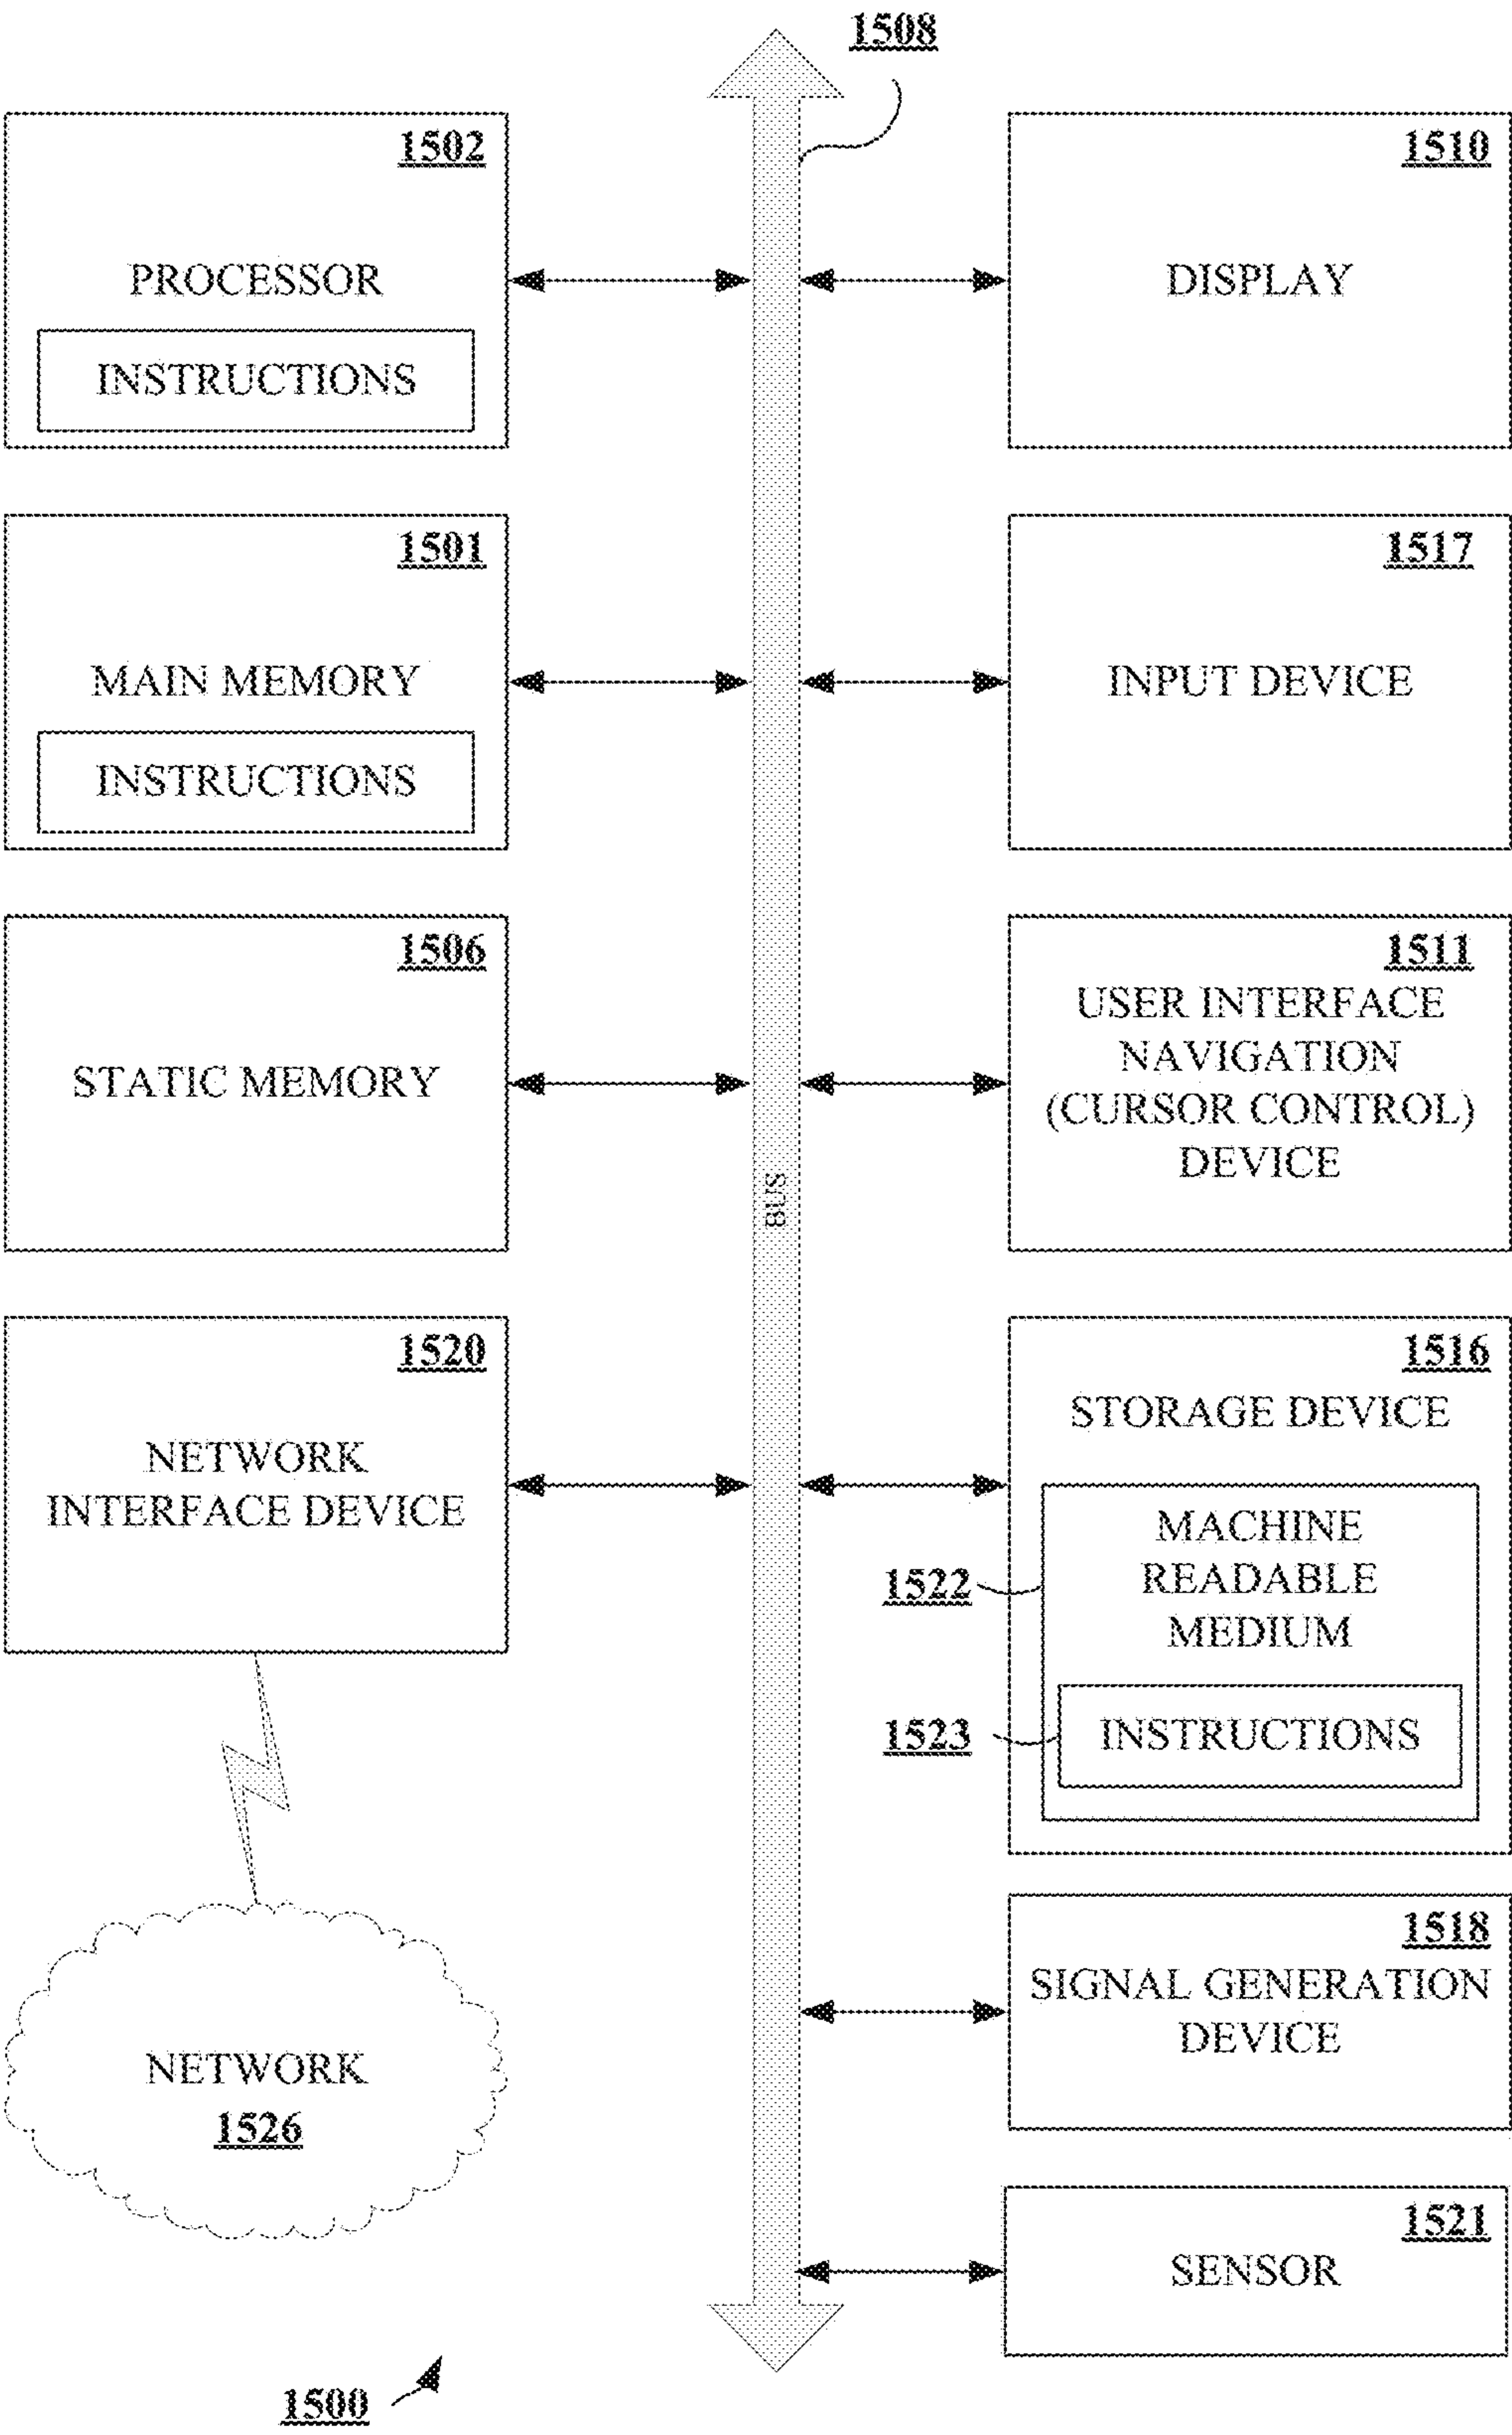 1508
1502
PROCESSOR
INSTRUCTIONS
1510
DISPLAY
1501
MAIN MEMORY
INSTRUCTIONS
1517
INPUT DEVICE
1506
STATIC MEMORY
1511
USER INTERFACE
NAVIGATION
(CURSOR CONTROL)
DEVICE
BUS
1520
NETWORK
INTERFACE DEVICE
1516
STORAGE DEVICE
1522
MACHINE
READABLE
MEDIUM
1523
INSTRUCTIONS
1518
SIGNAL GENERATION
DEVICE
NETWORK
1526
1521
SENSOR
1500